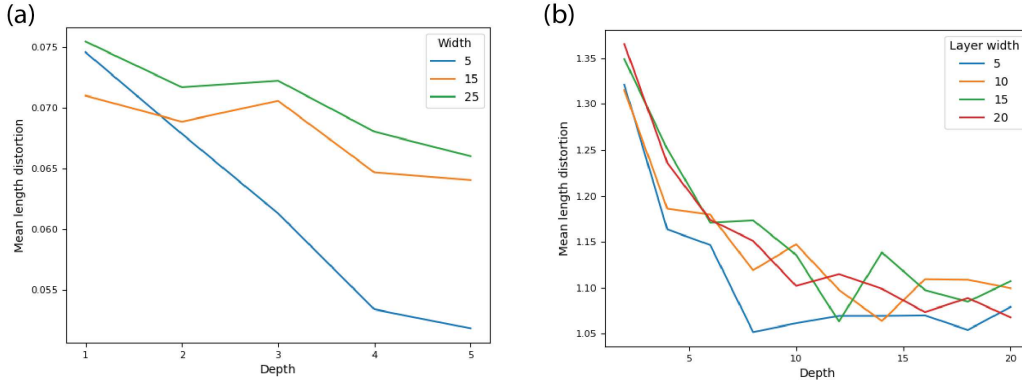 (a)
Mean length distortion
0.075
0.070
0.065
0.060
0.055
Width
5
15
25
1 2 3 4 5
Depth
(b)
Mean length distortion
1.35
1.30
1.25
1.20
1.15
1.10
1.05
Layer width
5
10
15
20
5 10 15 20
Depth